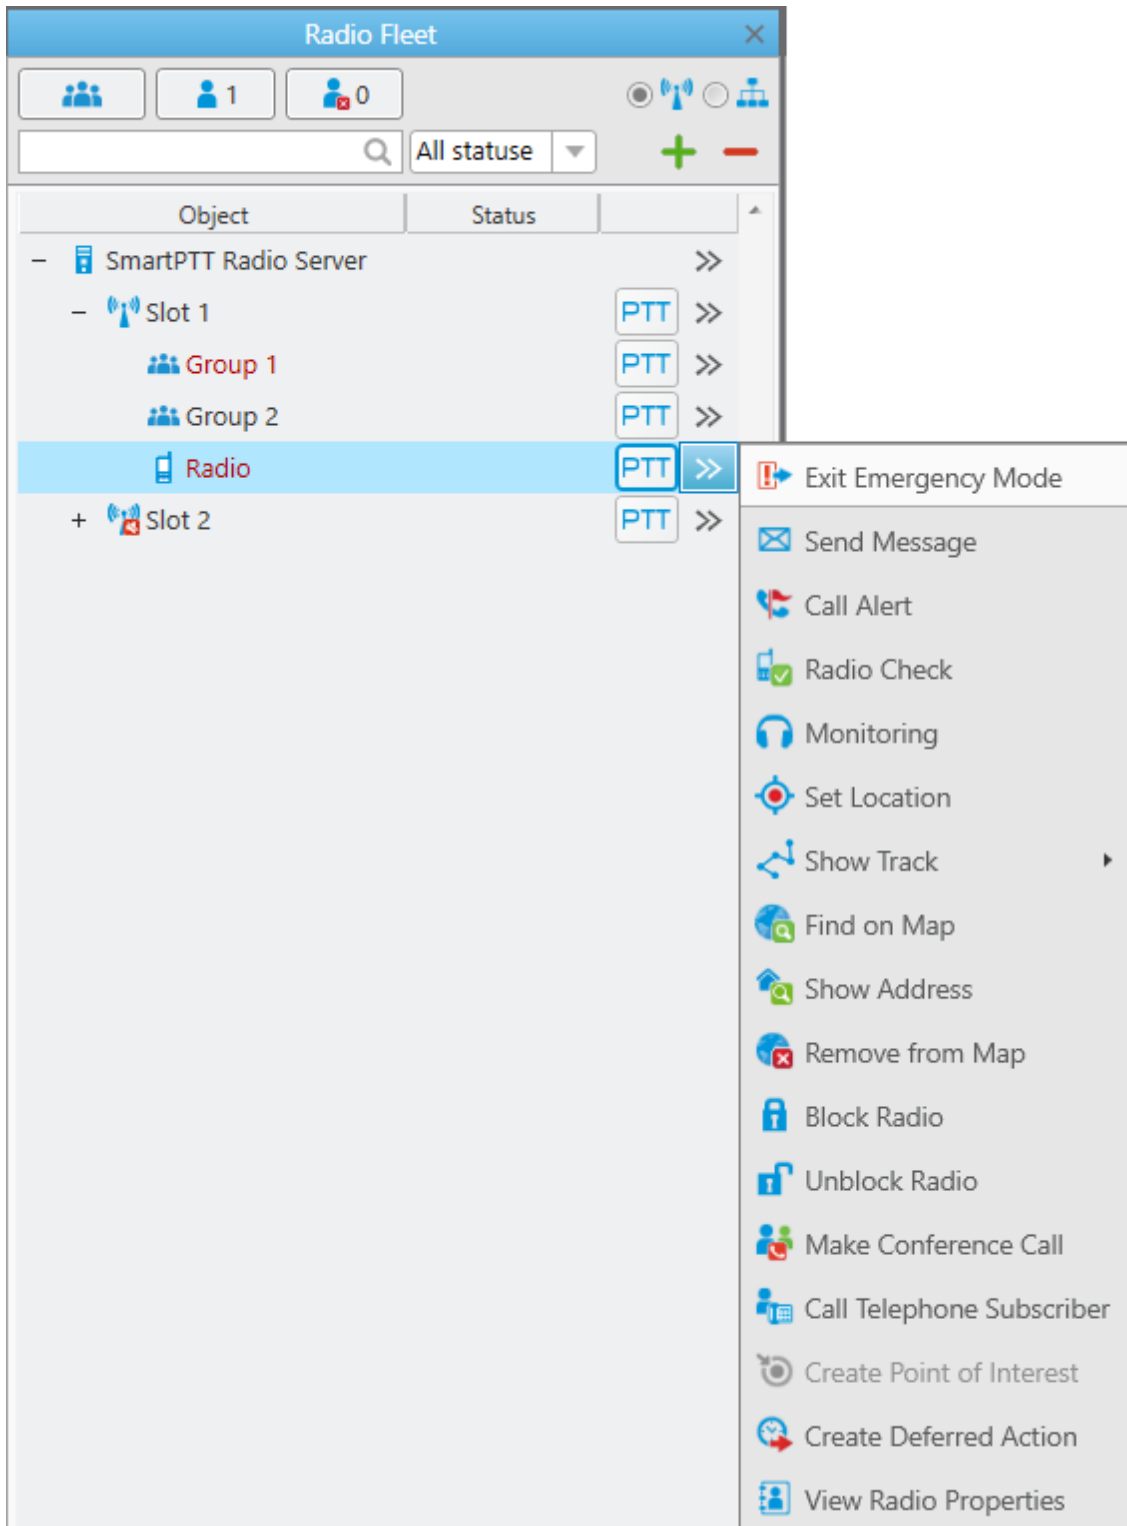 Radio Fleet
1
0
All statuse
Object Status
SmartPTT Radio Server
Slot 1 PTT
Group 1 PTT
Group 2 PTT
Radio PTT
Slot 2 PTT
Exit Emergency Mode
Send Message
Call Alert
Radio Check
Monitoring
Set Location
Show Track
Find on Map
Show Address
Remove from Map
Block Radio
Unblock Radio
Make Conference Call
Call Telephone Subscriber
Create Point of Interest
Create Deferred Action
View Radio Properties